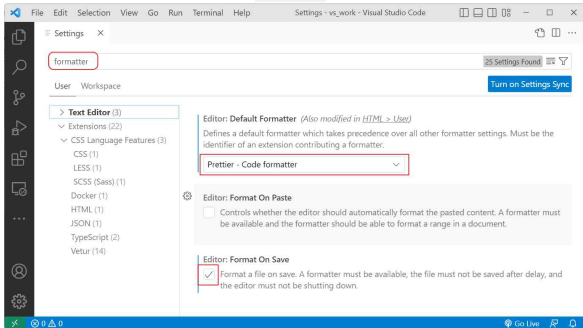 File Edit Selection View Go Run Terminal Help Settings - vs_work - Visual Studio Code
Settings
formatter
25 Settings Found
User Workspace
Turn on Settings Sync
Text Editor (3)
Extensions (22)
CSS Language Features (3)
CSS (1)
LESS (1)
SCSS (Sass) (1)
Docker (1)
HTML (1)
JSON (1)
TypeScript (2)
Vetur (14)
Editor: Default Formatter (Also modified in HTML > User)
Defines a default formatter which takes precedence over all other formatter settings. Must be the
identifier of an extension contributing a formatter.
Prettier - Code formatter
Editor: Format On Paste
Controls whether the editor should automatically format the pasted content. A formatter must
be available and the formatter should be able to format a range in a document.
Editor: Format On Save
Format a file on save. A formatter must be available, the file must not be saved after delay, and
the editor must not be shutting down.
0 0
Go Live